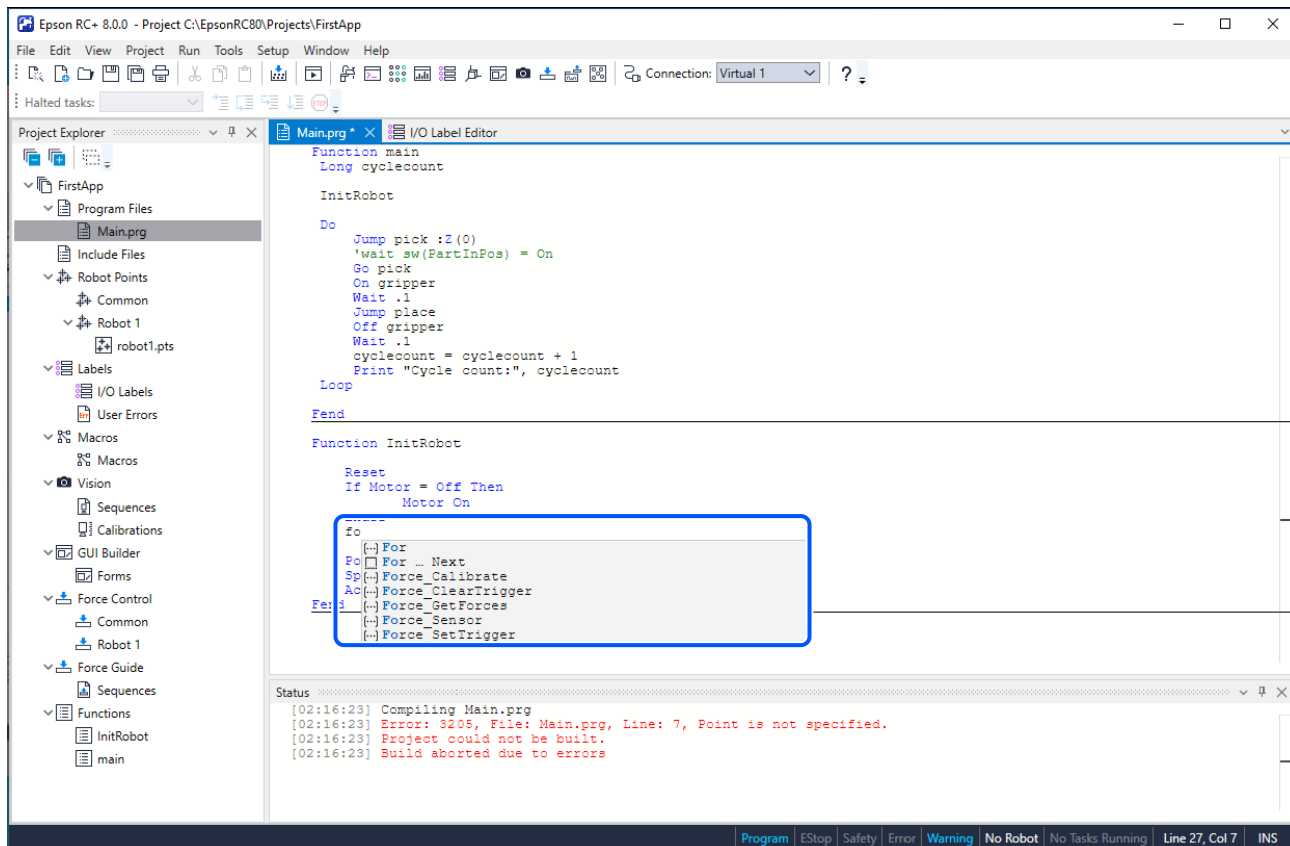 Epson RC+ 8.0.0 - Project C:\EpsonRC80\Projects\FirstApp
File Edit View Project Run Tools Setup Window Help
Connection: Virtual 1 ?
Halted tasks:
Project Explorer
Main.prg * I/O Label Editor
FirstApp
Program Files
Main.prg
Include Files
Robot Points
Common
Robot 1
robot1.pts
Labels
I/O Labels
User Errors
Macros
Macros
Vision
Sequences
Calibrations
GUI Builder
Forms
Force Control
Common
Robot 1
Force Guide
Sequences
Functions
InitRobot
main
Function main
Long cyclecount
InitRobot
Do
Jump pick :Z(0)
'wait sw(PartInPos) = On
Go pick
On gripper
Wait .1
Jump place
Off gripper
Wait .1
cyclecount = cyclecount + 1
Print "Cycle count:", cyclecount
Loop
Fend
Function InitRobot
Reset
If Motor = Off Then
Motor On
fo
For
Po For … Next
Sp Force_Calibrate
Ac Force_ClearTrigger
Fend Force_GetForces
Force_Sensor
Force_SetTrigger
Status
[02:16:23] Compiling Main.prg
[02:16:23] Error: 3205, File: Main.prg, Line: 7, Point is not specified.
[02:16:23] Project could not be built.
[02:16:23] Build aborted due to errors
Program EStop Safety Error Warning No Robot No Tasks Running Line 27, Col 7 INS